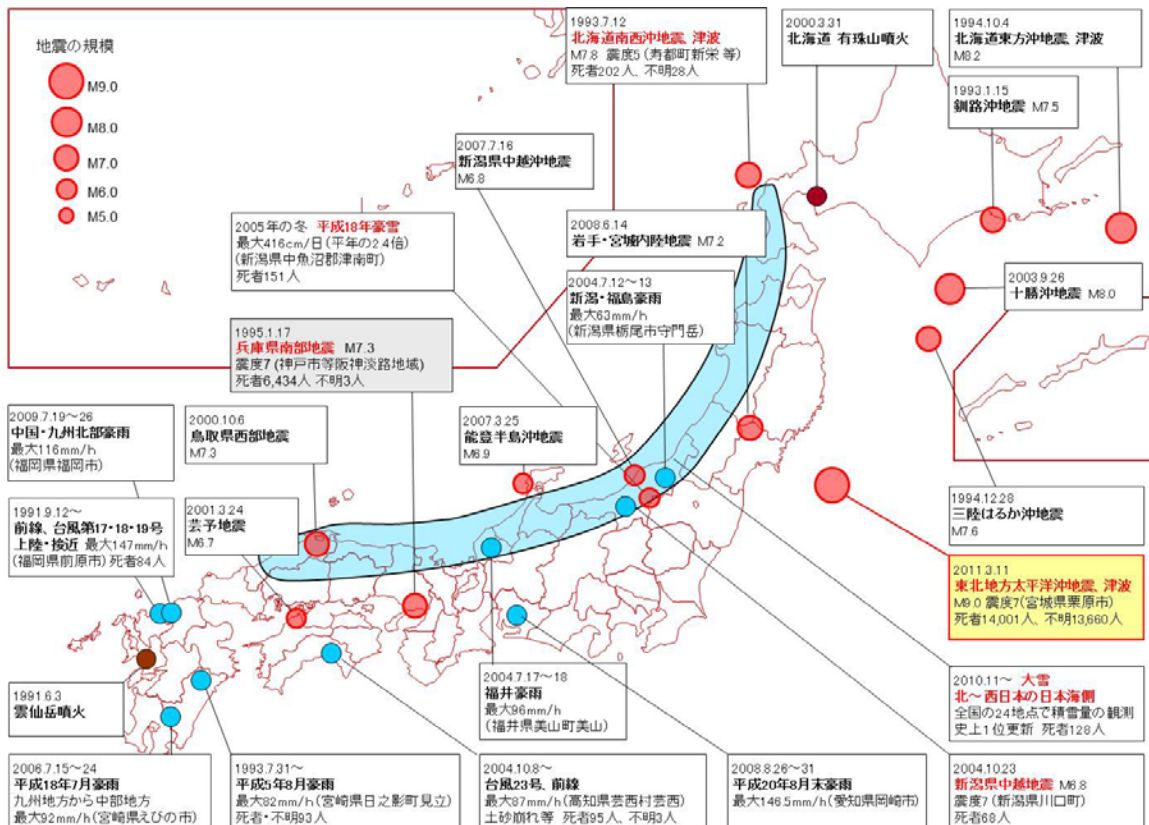 地震の規模
M9.0
M8.0
M7.0
M6.0
M5.0
1993.7.12
北海道南西沖地震、津波
M7.8 震度5 (寿都町新栄 等)
死者202人、不明28人
2000.3.31
北海道 有珠山噴火
1994.10.4
北海道東方沖地震、津波
M8.2
1993.1.15
釧路沖地震 M7.5
2007.7.16
新潟県中越沖地震
M6.8
2005年の冬 平成18年豪雪
最大416cm/日(平年の2.4倍)
(新潟県中魚沼郡津南町)
死者151人
2008.6.14
岩手・宮城内陸地震 M7.2
2004.7.12～13
新潟・福島豪雨
最大63mm/h
(新潟県栃尾市守門岳)
2003.9.26
十勝沖地震 M8.0
1995.1.17
兵庫県南部地震 M7.3
震度7 (神戸市等阪神淡路地域)
死者6,434人 不明3人
2009.7.19～26
中国・九州北部豪雨
最大116mm/h
(福岡県福岡市)
2000.10.6
鳥取県西部地震
M7.3
2007.3.25
能登半島沖地震
M6.9
1991.9.12～
前線、台風第17・18・19号
上陸・接近 最大147mm/h
(福岡県前原市) 死者84人
2001.3.24
芸予地震
M6.7
1994.12.28
三陸はるか沖地震
M7.6
2011.3.11
東北地方太平洋沖地震、津波
M9.0 震度7(宮城県栗原市)
死者14,001人、不明13,660人
1991.6.3
雲仙岳噴火
2004.7.17～18
福井豪雨
最大96mm/h
(福井県美山町美山)
2010.11～ 大雪
北～西日本の日本海側
全国の24地点で積雪量の観測
史上1位更新 死者128人
2006.7.15～24
平成18年7月豪雨
九州地方から中部地方
最大92mm/h(宮崎県えびの市)
1993.7.31～
平成5年8月豪雨
最大82mm/h(宮崎県日之影町見立)
死者・不明93人
2004.10.8～
台風23号、前線
最大87mm/h(高知県芸西村芸西)
土砂崩れ等 死者95人、不明3人
2008.8.26～31
平成20年8月末豪雨
最大146.5mm/h(愛知県岡崎市)
2004.10.23
新潟県中越地震 M6.8
震度7(新潟県川口町)
死者68人